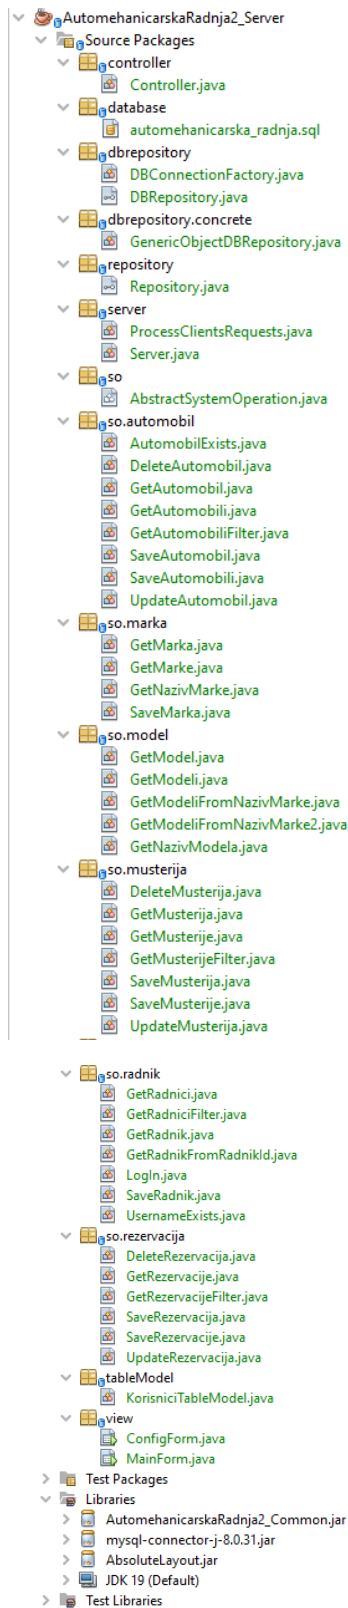 AutomehanicarskaRadnja2_Server
Source Packages
controller
Controller.java
database
automehanicarska_radnja.sql
dbrepository
DBConnectionFactory.java
DBRepository.java
dbrepository.concrete
GenericObjectDBRepository.java
repository
Repository.java
server
ProcessClientsRequests.java
Server.java
so
AbstractSystemOperation.java
so.automobil
AutomobilExists.java
DeleteAutomobil.java
GetAutomobil.java
GetAutomobili.java
GetAutomobiliFilter.java
SaveAutomobil.java
SaveAutomobili.java
UpdateAutomobil.java
so.marka
GetMarka.java
GetMarke.java
GetNazivMarke.java
SaveMarka.java
so.model
GetModel.java
GetModeli.java
GetModeliFromNazivMarke.java
GetModeliFromNazivMarke2.java
GetNazivModela.java
so.musterija
DeleteMusterija.java
GetMusterija.java
GetMusterije.java
GetMusterijeFilter.java
SaveMusterija.java
SaveMusterije.java
UpdateMusterija.java
so.radnik
GetRadnici.java
GetRadniciFilter.java
GetRadnik.java
GetRadnikFromRadnikId.java
LogIn.java
SaveRadnik.java
UsernameExists.java
so.rezervacija
DeleteRezervacija.java
GetRezervacije.java
GetRezervacijeFilter.java
SaveRezervacija.java
SaveRezervacije.java
UpdateRezervacija.java
tableModel
KorisniciTableModel.java
view
ConfigForm.java
MainForm.java
Test Packages
Libraries
AutomehanicarskaRadnja2_Common.jar
mysql-connector-j-8.0.31.jar
AbsoluteLayout.jar
JDK 19 (Default)
Test Libraries